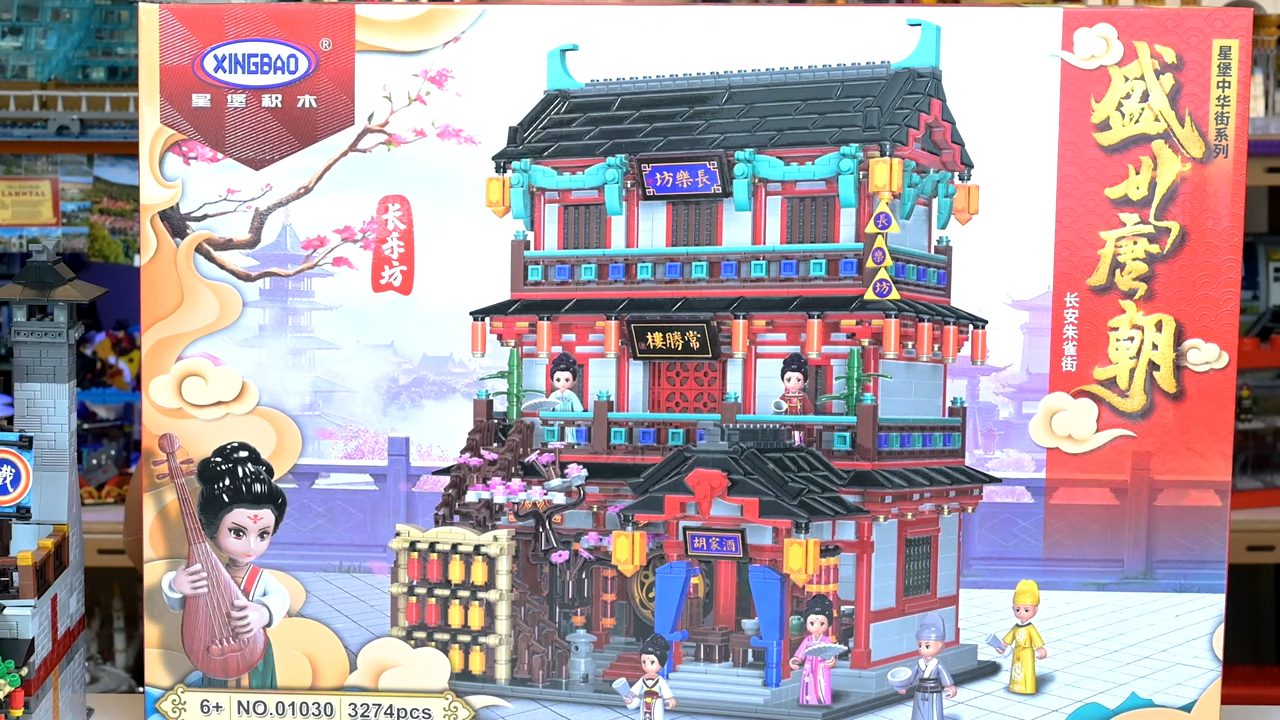 XINGBAO®
星堡积木
星堡中华街系列
盛世唐朝
长安朱雀街
长乐坊
坊樂長
長
樂
坊
樓勝常
胡家酒
6+ NO.01030 3274pcs